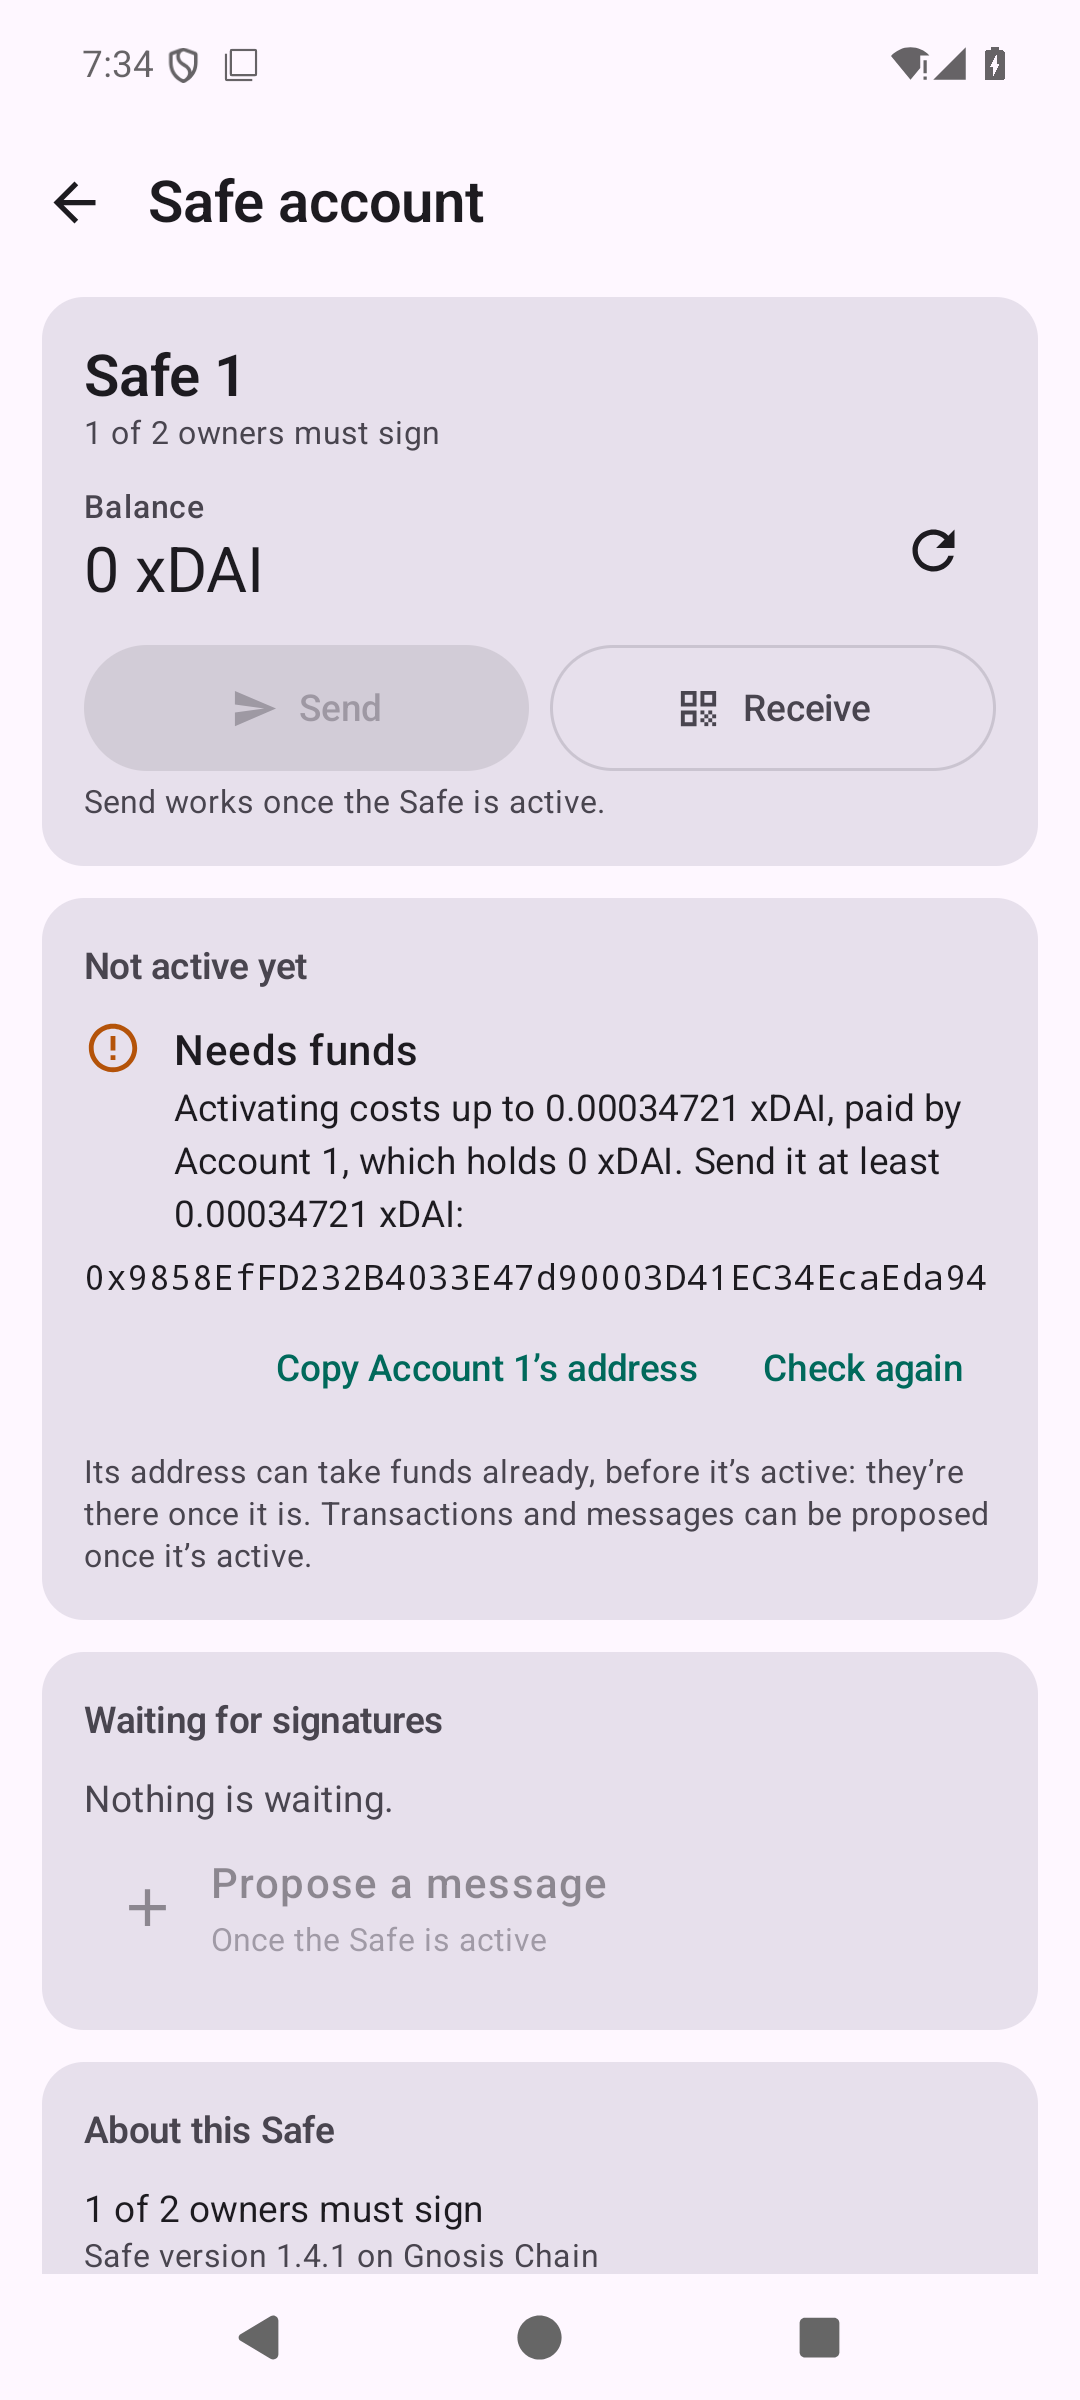 7:34
Safe account
Safe 1
1 of 2 owners must sign
Balance
0 xDAI
Send
Receive
Send works once the Safe is active.
Not active yet
Needs funds
Activating costs up to 0.00034721 xDAI, paid by
Account 1, which holds 0 xDAI. Send it at least
0.00034721 xDAI:
0x9858EfFD232B4033E47d90003D41EC34EcaEda94
Copy Account 1’s address
Check again
Its address can take funds already, before it’s active: they’re
there once it is. Transactions and messages can be proposed
once it’s active.
Waiting for signatures
Nothing is waiting.
Propose a message
Once the Safe is active
About this Safe
1 of 2 owners must sign
Safe version 1.4.1 on Gnosis Chain